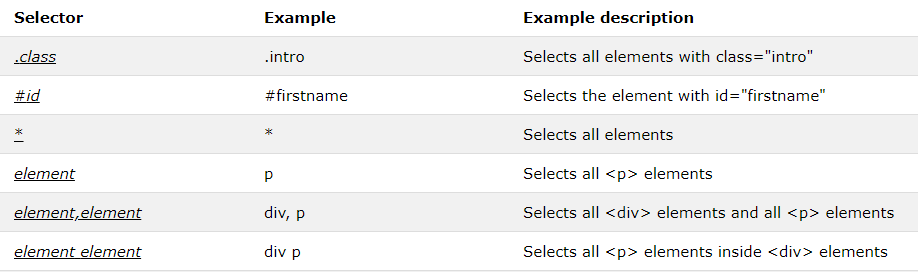 Selector Example Example description
.class .intro Selects all elements with class="intro"
#id #firstname Selects the element with id="firstname"
* * Selects all elements
element p Selects all <p> elements
element,element div, p Selects all <div> elements and all <p> elements
element element div p Selects all <p> elements inside <div> elements